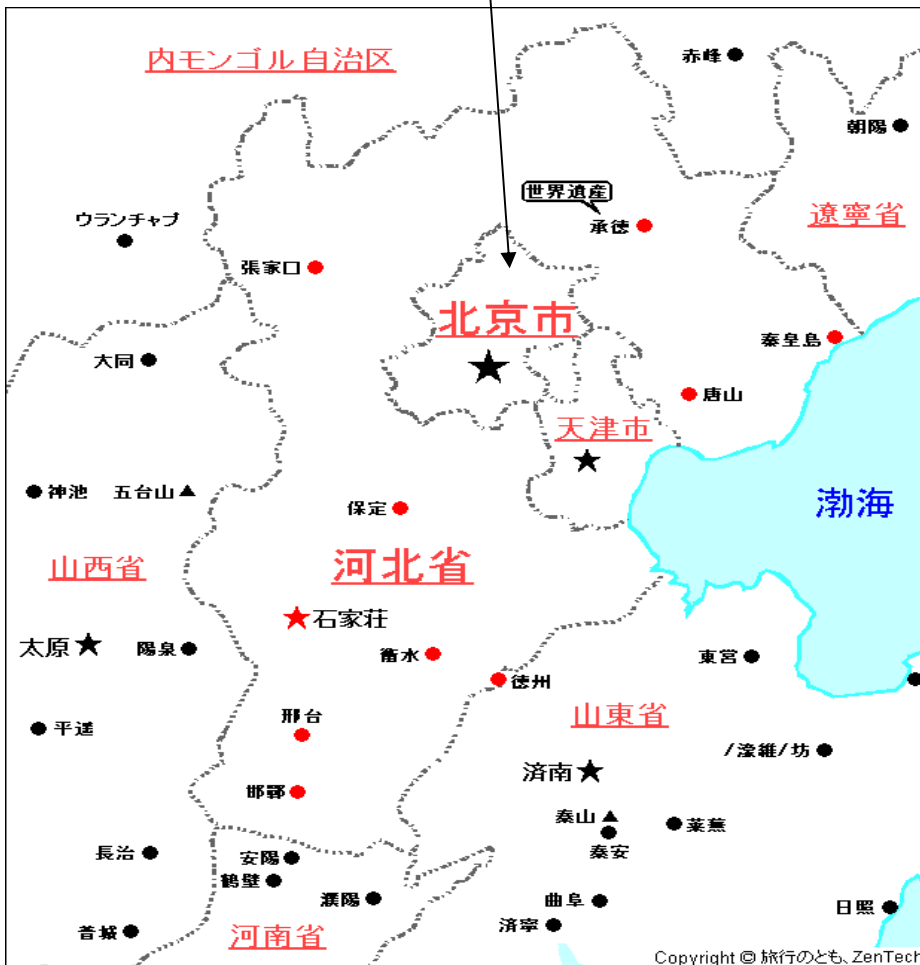 内モンゴル自治区
赤峰
朝陽
世界遺産
承徳
遼寧省
ウランチャブ
張家口
北京市
秦皇島
大同
唐山
天津市
神池
五台山
保定
渤海
河北省
山西省
石家荘
太原
陽泉
衡水
東営
徳州
邢台
山東省
平遥
/濠維/坊
済南
邯鄲
秦山
莱蕪
秦安
長治
安陽
鶴壁
濮陽
曲阜
日照
済寧
晋城
河南省
Copyright © 旅行のとも、ZenTech